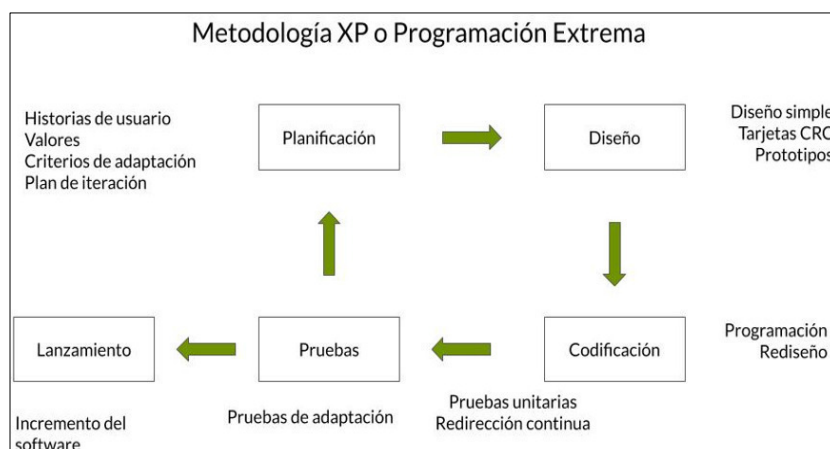 Metodología XP o Programación Extrema
Historias de usuario
Valores
Criterios de adaptación
Plan de iteración
Planificación
Diseño
Diseño simple
Tarjetas CRC
Prototipos
Lanzamiento
Pruebas
Codificación
Programación
Rediseño
Incremento del
software
Pruebas de adaptación
Pruebas unitarias
Redirección continua